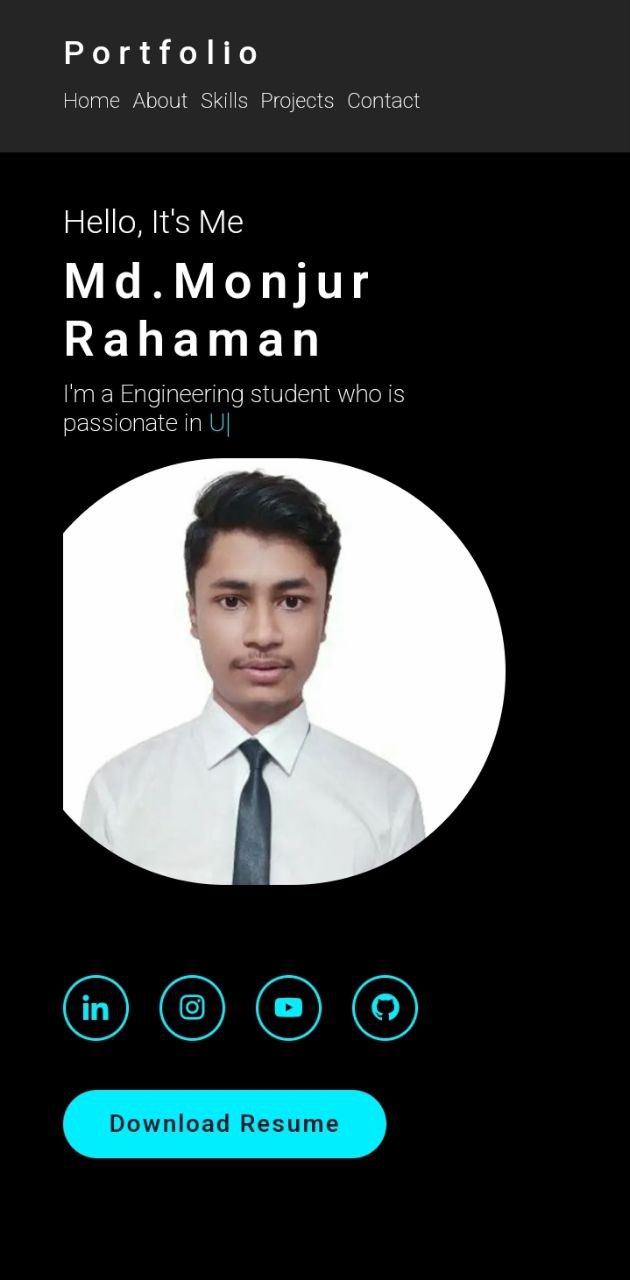 Portfolio
Home About Skills Projects Contact
Hello, It's Me
Md.Monjur
Rahaman
I'm a Engineering student who is
passionate in U|
in
Download Resume